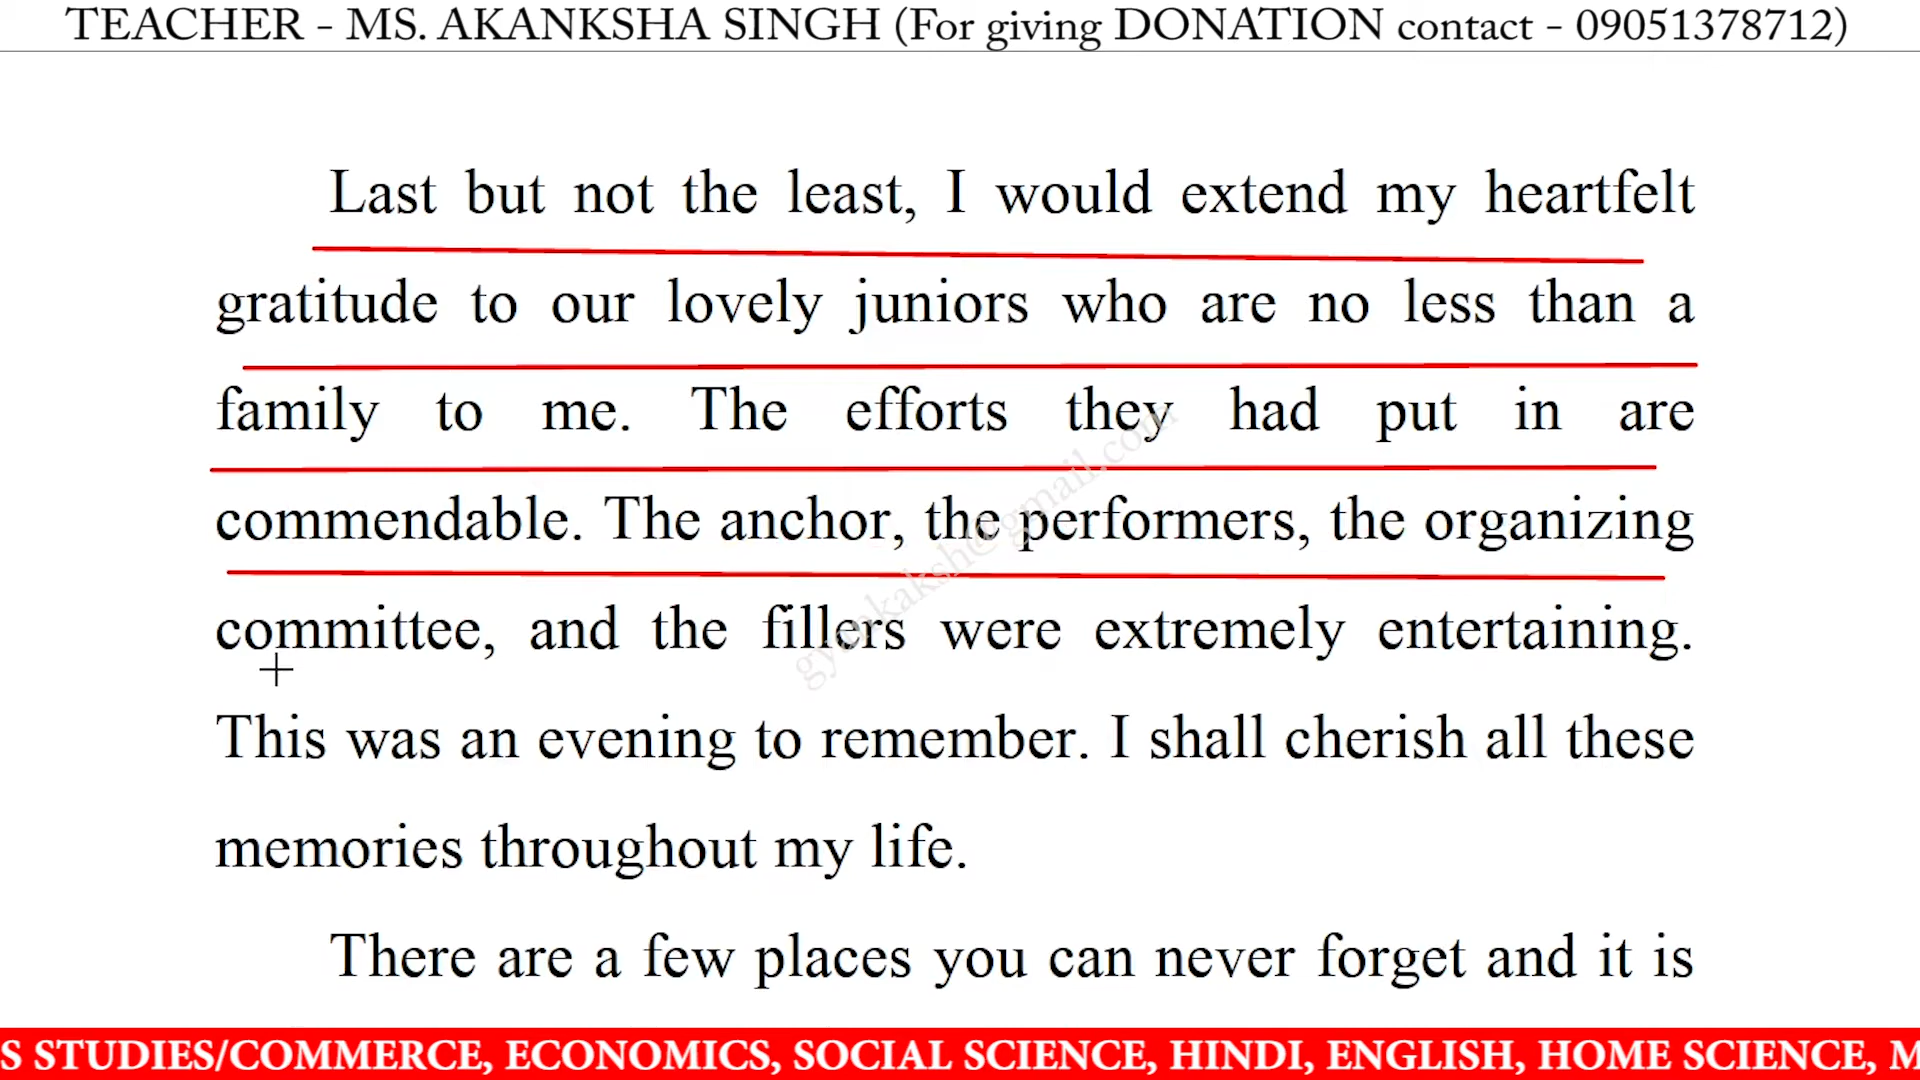 TEACHER - MS. AKANKSHA SINGH (For giving DONATION contact - 09051378712)
Last but not the least, I would extend my heartfelt
gratitude to our lovely juniors who are no less than a
family to me. The efforts they had put in are
commendable. The anchor, the performers, the organizing
committee, and the fillers were extremely entertaining.
This was an evening to remember. I shall cherish all these
memories throughout my life.
There are a few places you can never forget and it is
gyankaksh@gmail.com
S STUDIES/COMMERCE, ECONOMICS, SOCIAL SCIENCE, HINDI, ENGLISH, HOME SCIENCE, M